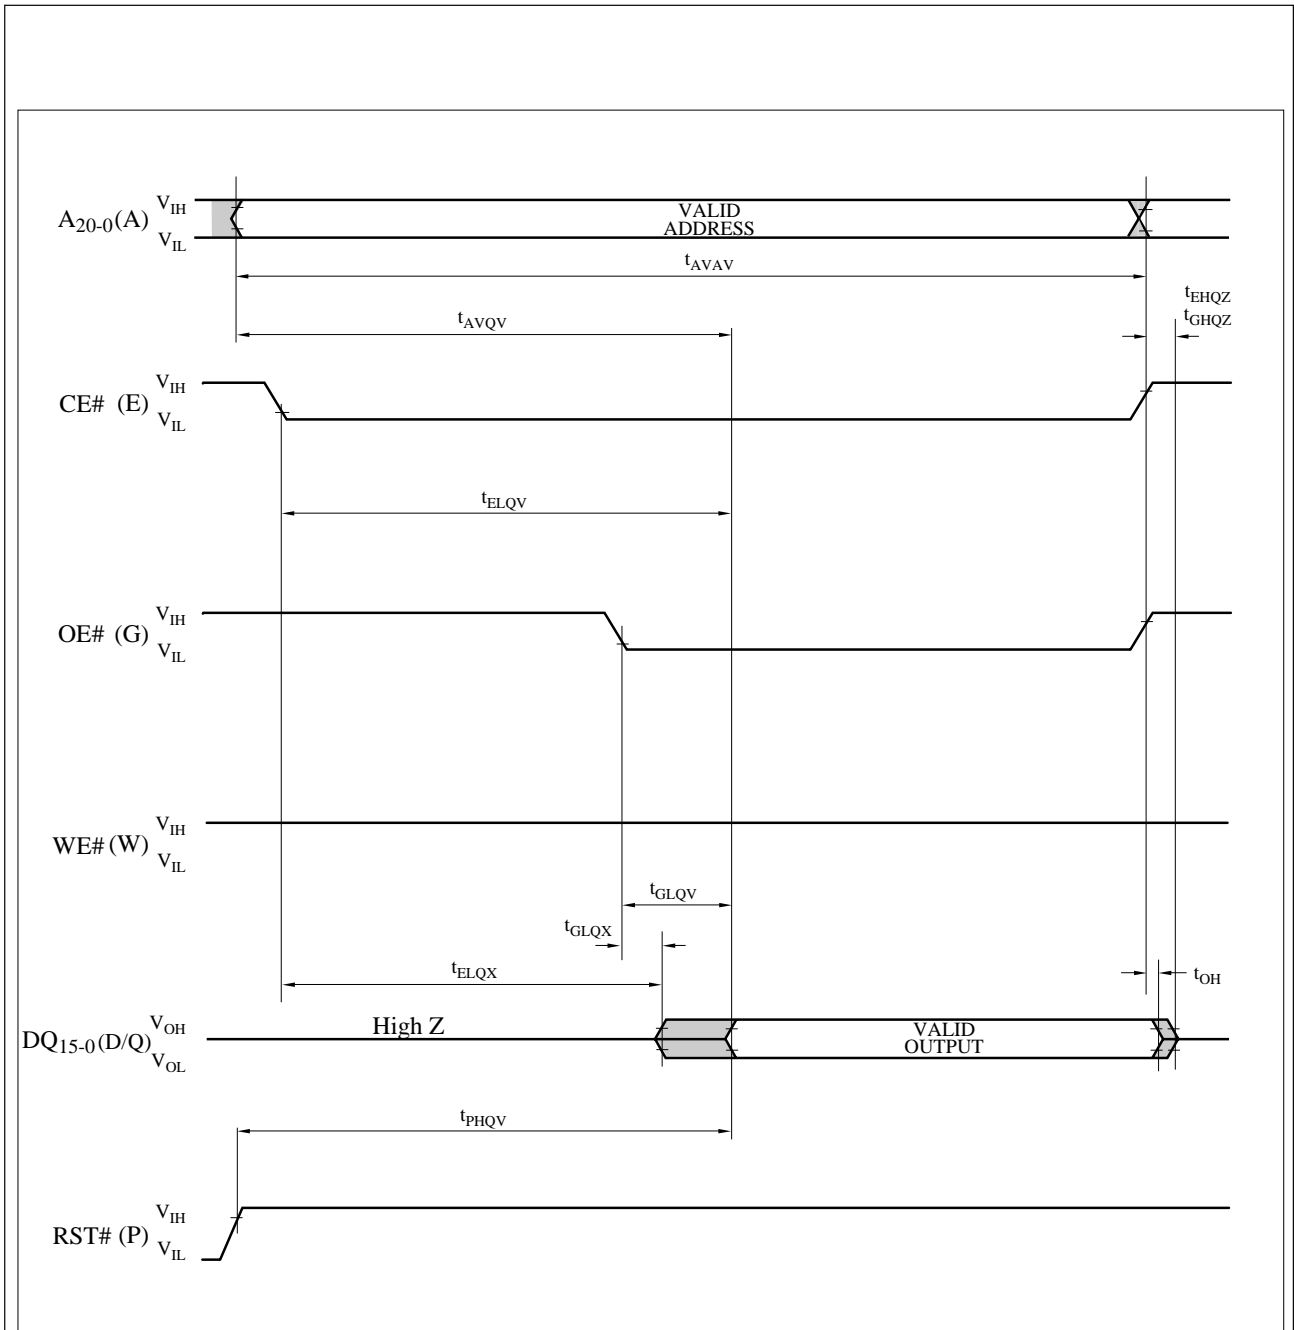 A20-0(A) VIH
VIL
VALID
ADDRESS
tAVAV
tEHQZ
tGHQZ
tAVQV
CE# (E) VIH
VIL
tELQV
OE# (G) VIH
VIL
WE# (W) VIH
VIL
tGLQV
tGLQX
tELQX
tOH
DQ15-0(D/Q) VOH
VOL
High Z
VALID
OUTPUT
tPHQV
RST# (P) VIH
VIL